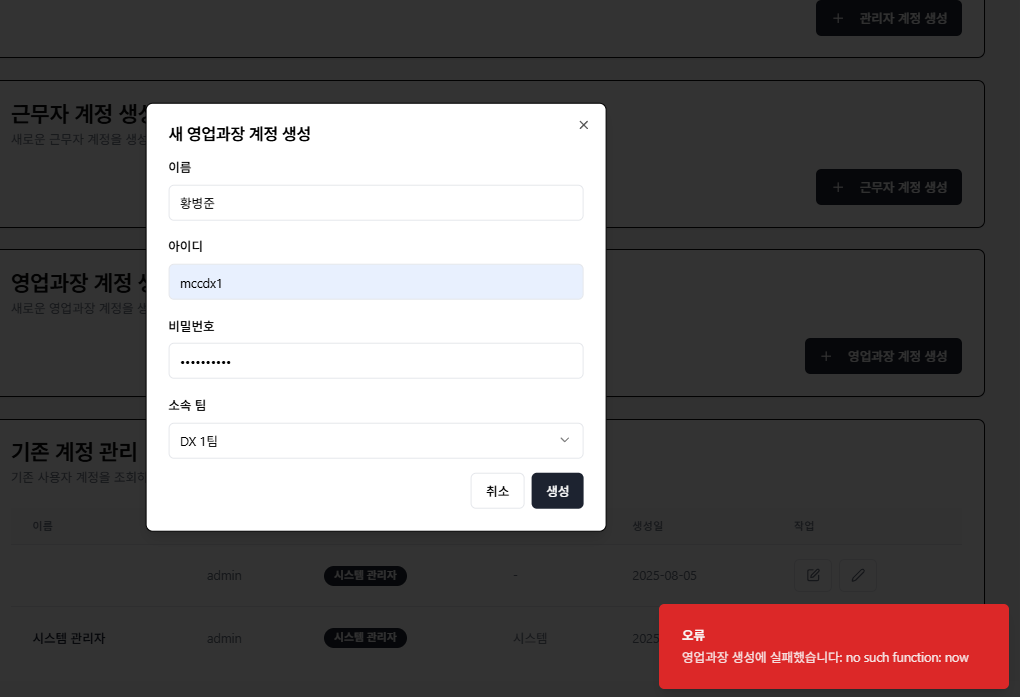 + 관리자 계정 생성
근무자 계정 생성
새로운 근무자 계정을 생성
+ 근무자 계정 생성
새 영업과장 계정 생성
이름
황병준
아이디
mccdx1
비밀번호
••••••••••
소속 팀
DX 1팀
취소
생성
영업과장 계정
새로운 영업과장 계정을
+ 영업과장 계정 생성
기존 계정 관리
기존 사용자 계정을 조회
이름
생성일
작업
admin
시스템 관리자
-
2025-08-05
시스템 관리자
admin
시스템 관리자
시스템
2025
오류
영업과장 생성에 실패했습니다: no such function: now